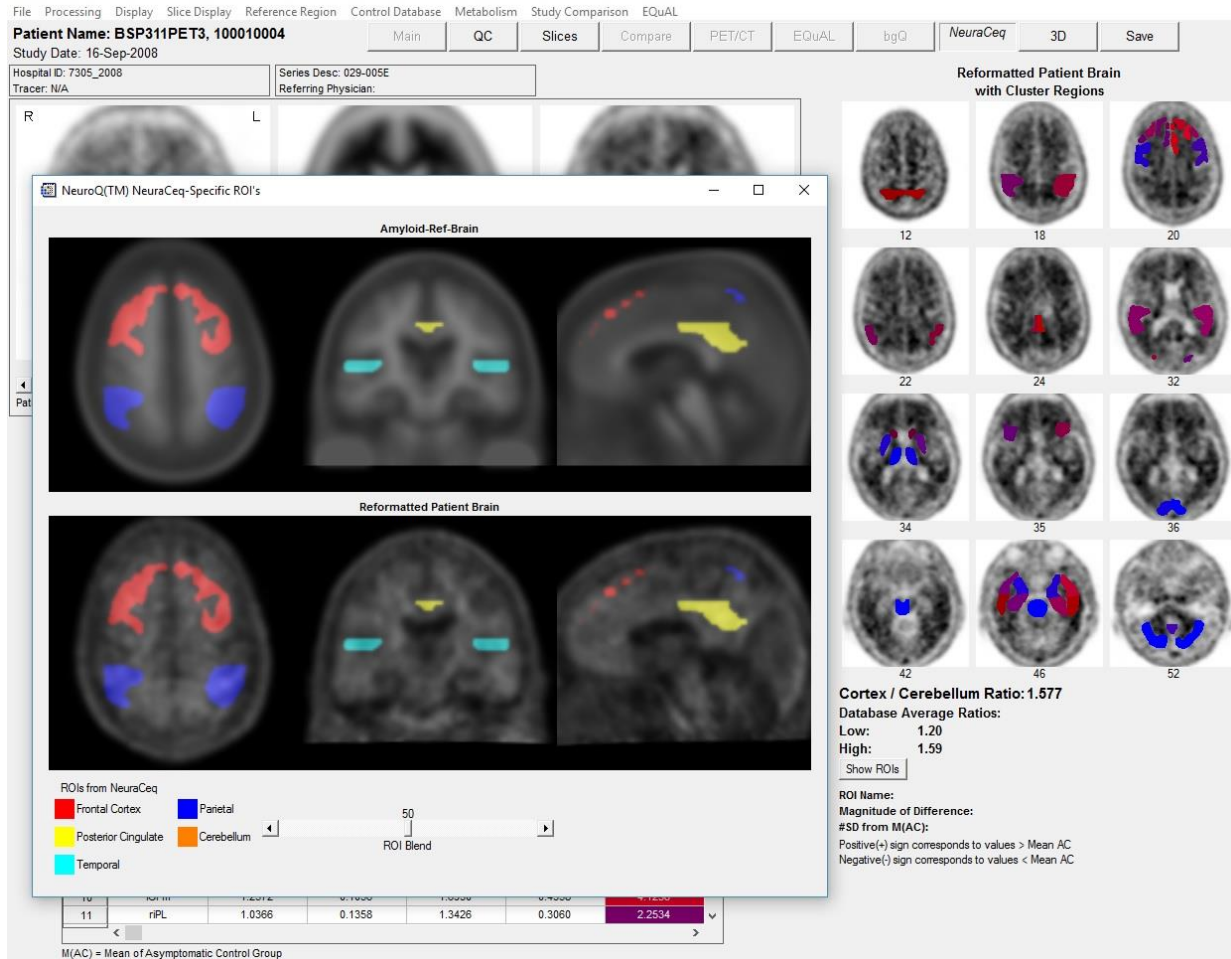 File Processing Display Slice Display Reference Region Control Database Metabolism Study Comparison EQuAL
Patient Name: BSP311PET3, 100010004
Main QC Slices Compare PET/CT EQuAL bgQ NeuraCeq 3D Save
Study Date: 16-Sep-2008
Hospital ID: 7305_2008
Tracer: N/A
Series Desc: 029-005E
Referring Physician:
R L
Reformatted Patient Brain
with Cluster Regions
12 18 20
22 24 32
34 35 36
42 46 52
NeuroQ(TM) NeuraCeq-Specific ROI's
Amyloid-Ref-Brain
Reformatted Patient Brain
ROIs from NeuraCeq
Frontal Cortex Parietal
Posterior Cingulate Cerebellum
Temporal
50
ROI Blend
Pat
Cortex / Cerebellum Ratio: 1.577
Database Average Ratios:
Low: 1.20
High: 1.59
Show ROIs
ROI Name:
Magnitude of Difference:
#SD from M(AC):
Positive(+) sign corresponds to values > Mean AC
Negative(-) sign corresponds to values < Mean AC
11 riPL 1.0366 0.1358 1.3426 0.3060 2.2534
M(AC) = Mean of Asymptomatic Control Group